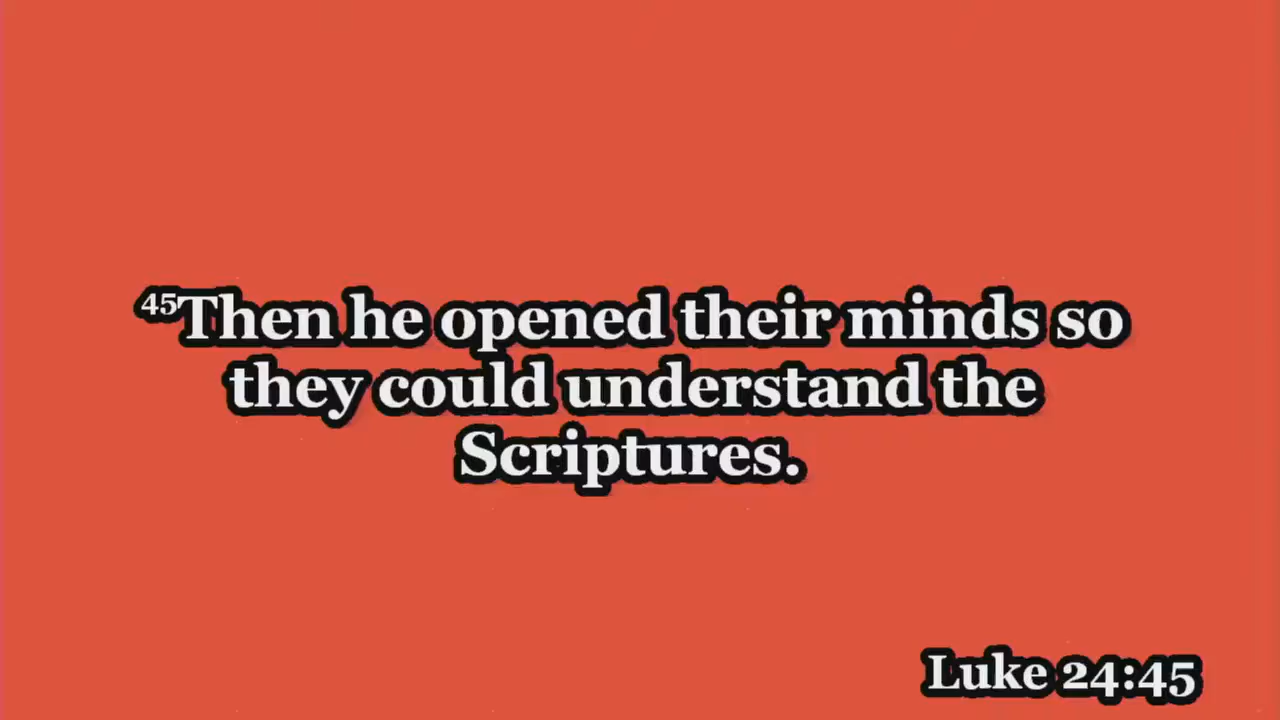 ⁴⁵Then he opened their minds so
they could understand the
Scriptures.
Luke 24:45